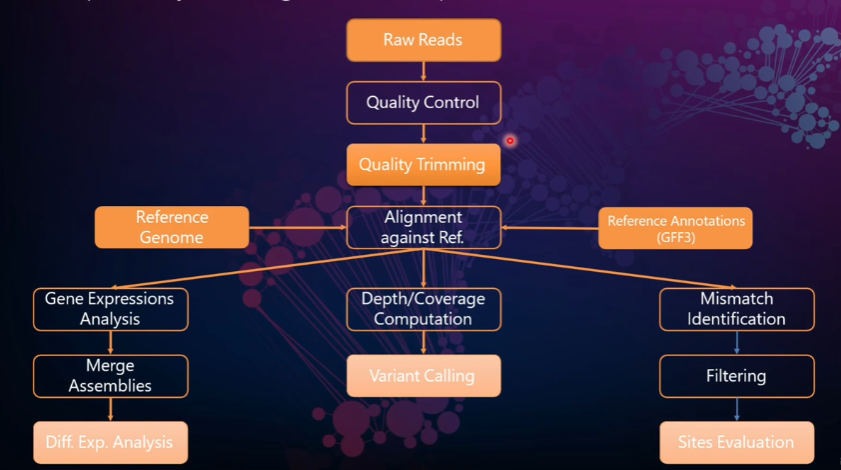 Raw Reads
Quality Control
Quality Trimming
Reference
Genome
Alignment
against Ref.
Reference Annotations
(GFF3)
Gene Expressions
Analysis
Depth/Coverage
Computation
Mismatch
Identification
Merge
Assemblies
Variant Calling
Filtering
Diff. Exp. Analysis
Sites Evaluation